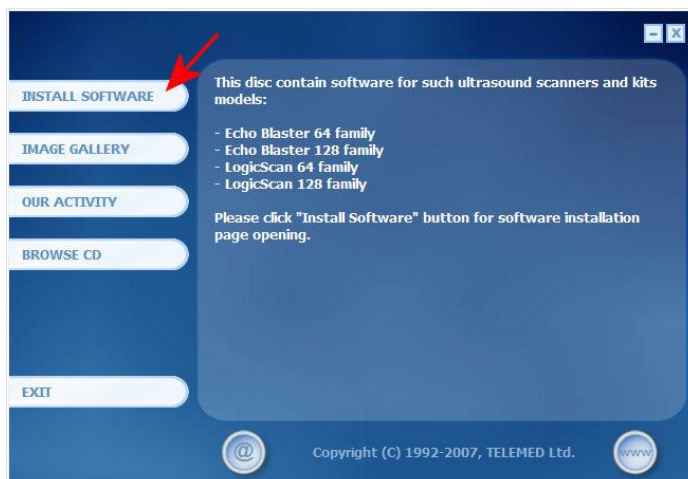 INSTALL SOFTWARE
IMAGE GALLERY
OUR ACTIVITY
BROWSE CD
EXIT
This disc contain software for such ultrasound scanners and kits
models:
- Echo Blaster 64 family
- Echo Blaster 128 family
- LogicScan 64 family
- LogicScan 128 family
Please click "Install Software" button for software installation
page opening.
@
Copyright (C) 1992-2007, TELEMED Ltd.
www